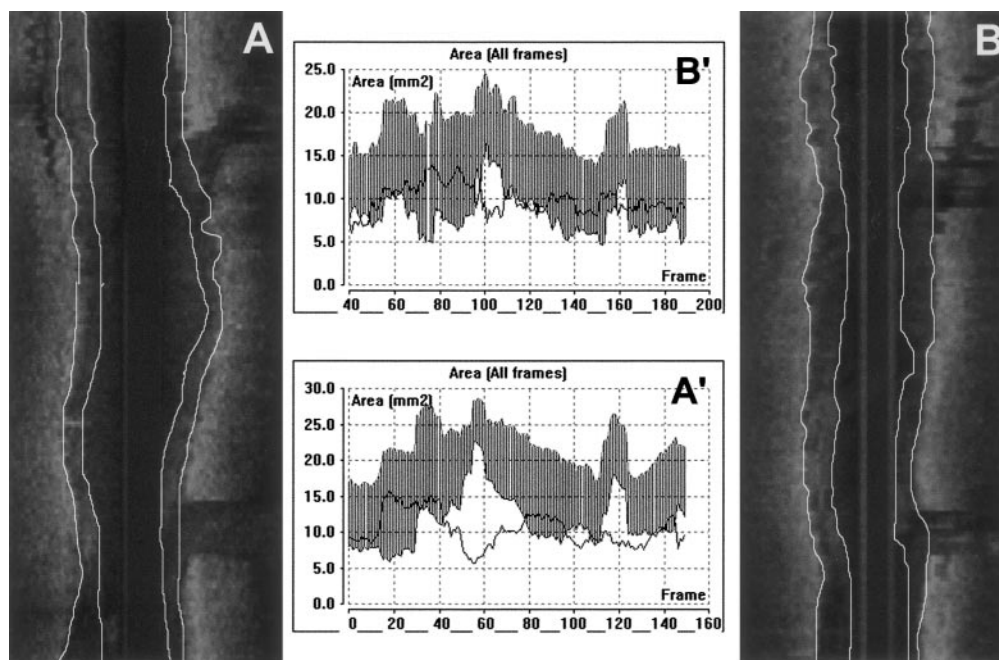 A
B'
Area (All frames)
Area (mm2)
25.0
20.0
15.0
10.0
5.0
0.0
Frame
40 60 80 100 120 140 160 180 200
A'
Area (All frames)
Area (mm2)
30.0
25.0
20.0
15.0
10.0
5.0
0.0
Frame
0 20 40 60 80 100 120 140 160
B